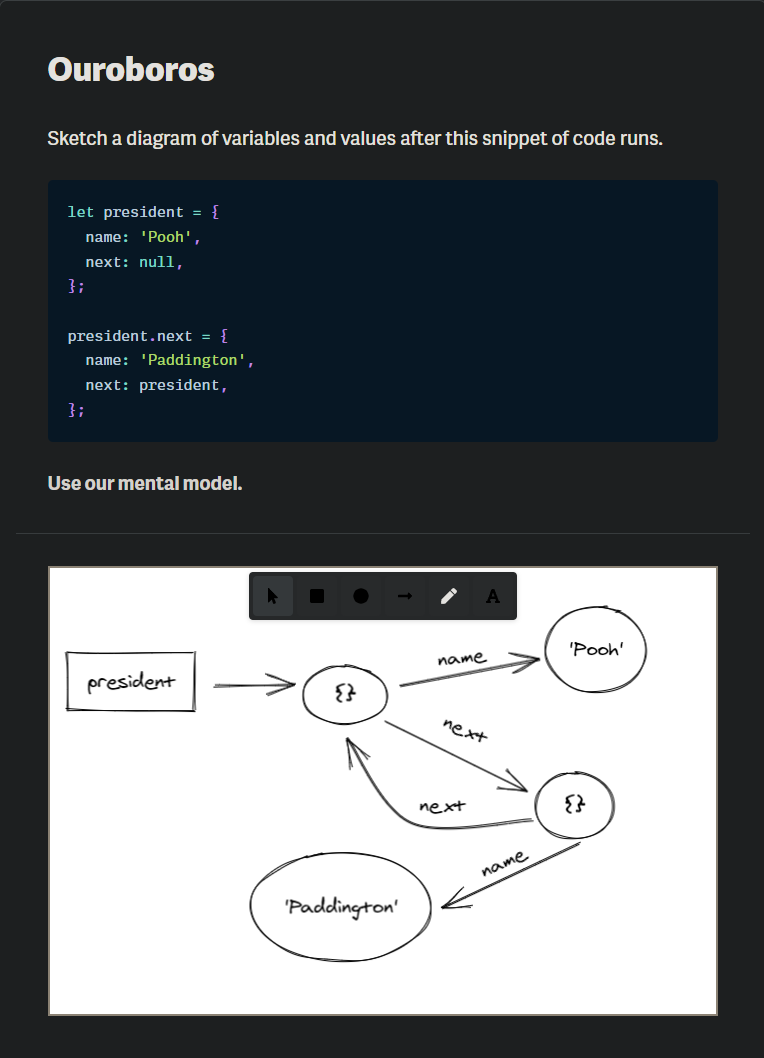 Ouroboros
Sketch a diagram of variables and values after this snippet of code runs.
let president = {
  name: 'Pooh',
  next: null,
};

president.next = {
  name: 'Paddington',
  next: president,
};
Use our mental model.
A
president
{}
name
'Pooh'
next
next
{}
name
'Paddington'